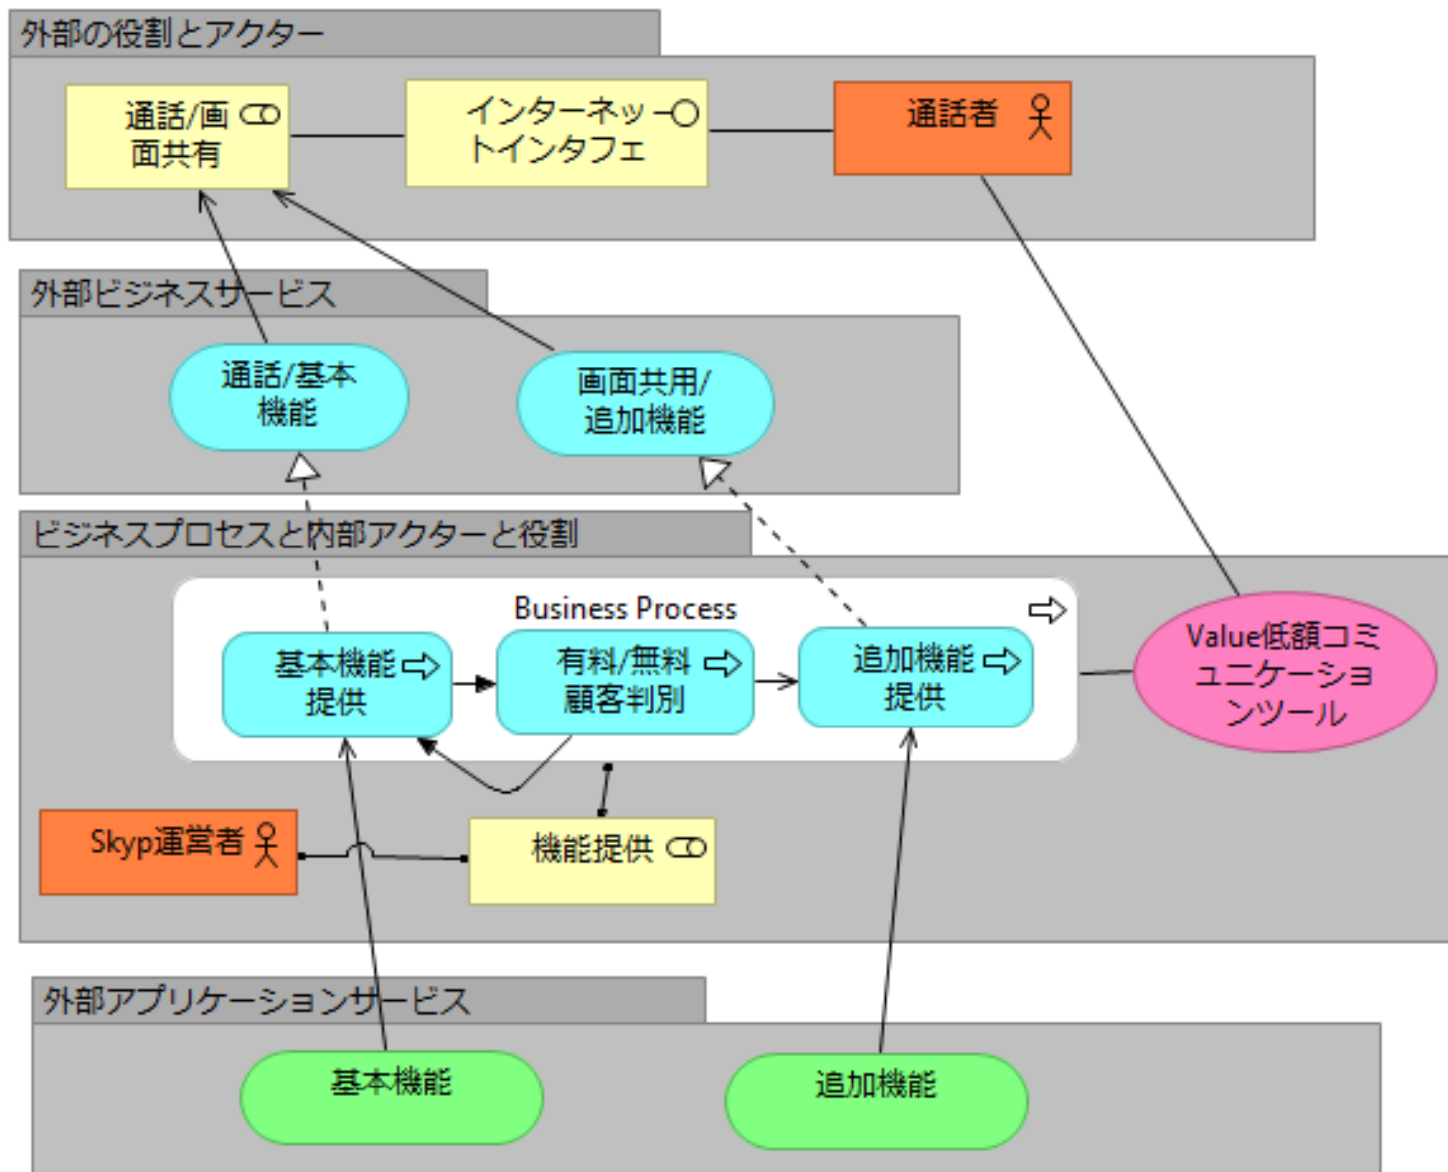 外部の役割とアクター
通話/画
面共有
インターネッ
トインタフェ
通話者
外部ビジネスサービス
通話/基本
機能
画面共用/
追加機能
ビジネスプロセスと内部アクターと役割
Business Process
基本機能
提供
有料/無料
顧客判別
追加機能
提供
Value低額コミ
ュニケーショ
ンツール
Skyp運営者
機能提供
外部アプリケーションサービス
基本機能
追加機能